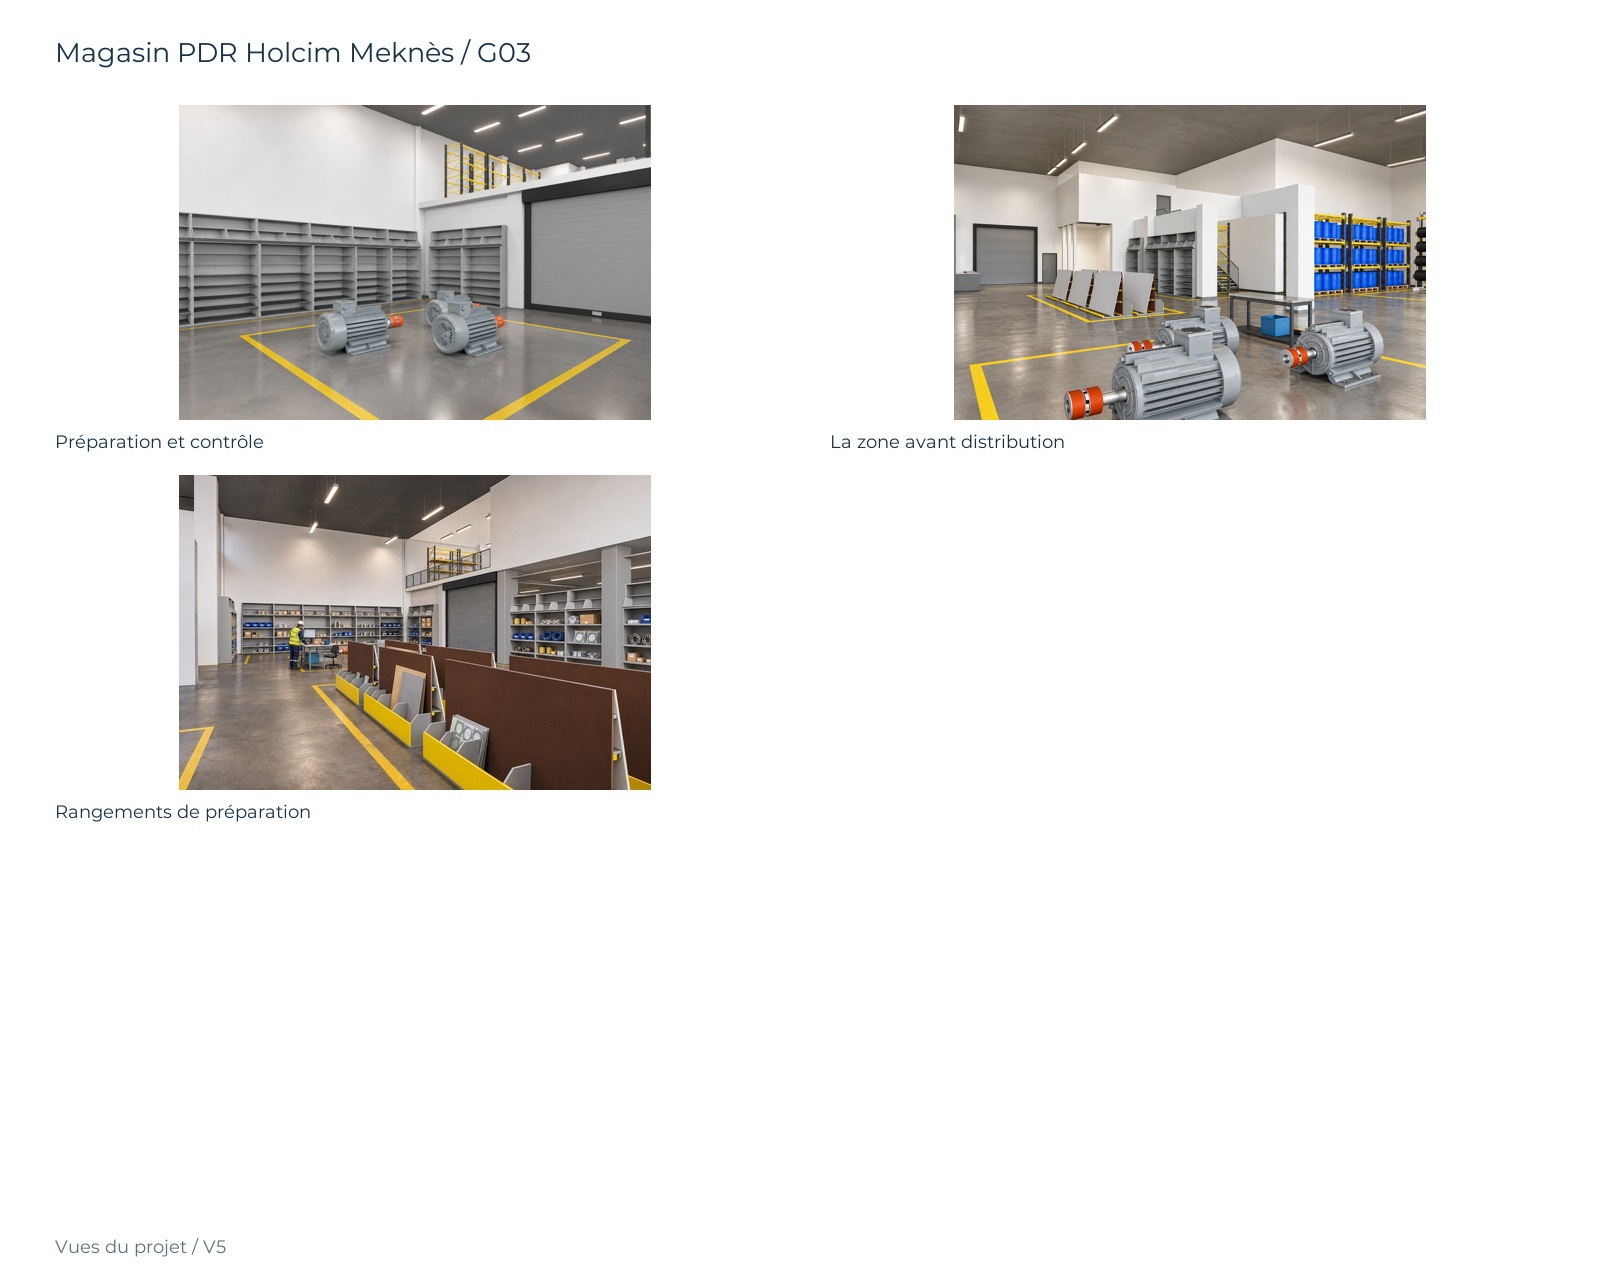 Magasin PDR Holcim Meknès / G03
Préparation et contrôle
La zone avant distribution
Rangements de préparation
Vues du projet / V5